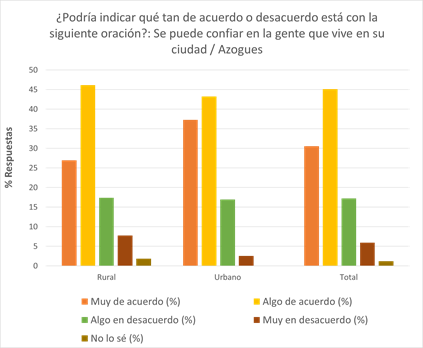 ¿Podría indicar qué tan de acuerdo o desacuerdo está con la
siguiente oración?: Se puede confiar en la gente que vive en su
ciudad / Azogues
% Respuestas
50
45
40
35
30
25
20
15
10
5
0
Rural
Urbano
Total
Muy de acuerdo (%)
Algo de acuerdo (%)
Algo en desacuerdo (%)
Muy en desacuerdo (%)
No lo sé (%)